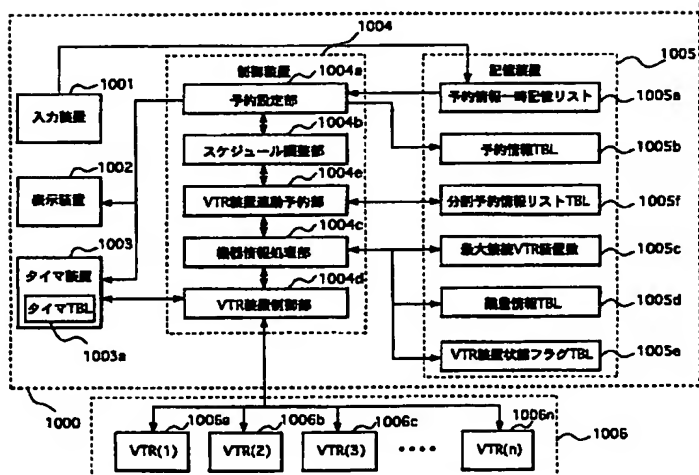 1004
1005
制御装置
記憶装置
1001
入力装置
1004a
予約設定部
1005a
予約情報一時記憶リスト
1004b
スケジュール調整部
1005b
予約情報TBL
1002
表示装置
1004e
VTR装置連動予約部
1005f
分割予約情報リストTBL
1003
タイマ装置
タイマTBL
1003a
1004c
機器情報処理部
1005c
最大接続VTR装置数
1004d
VTR装置制御部
1005d
1005e
VTR装置状態フラグTBL
1000
1006
1006a
VTR(1)
1006b
VTR(2)
1006c
VTR(3)
••••
1006n
VTR(n)